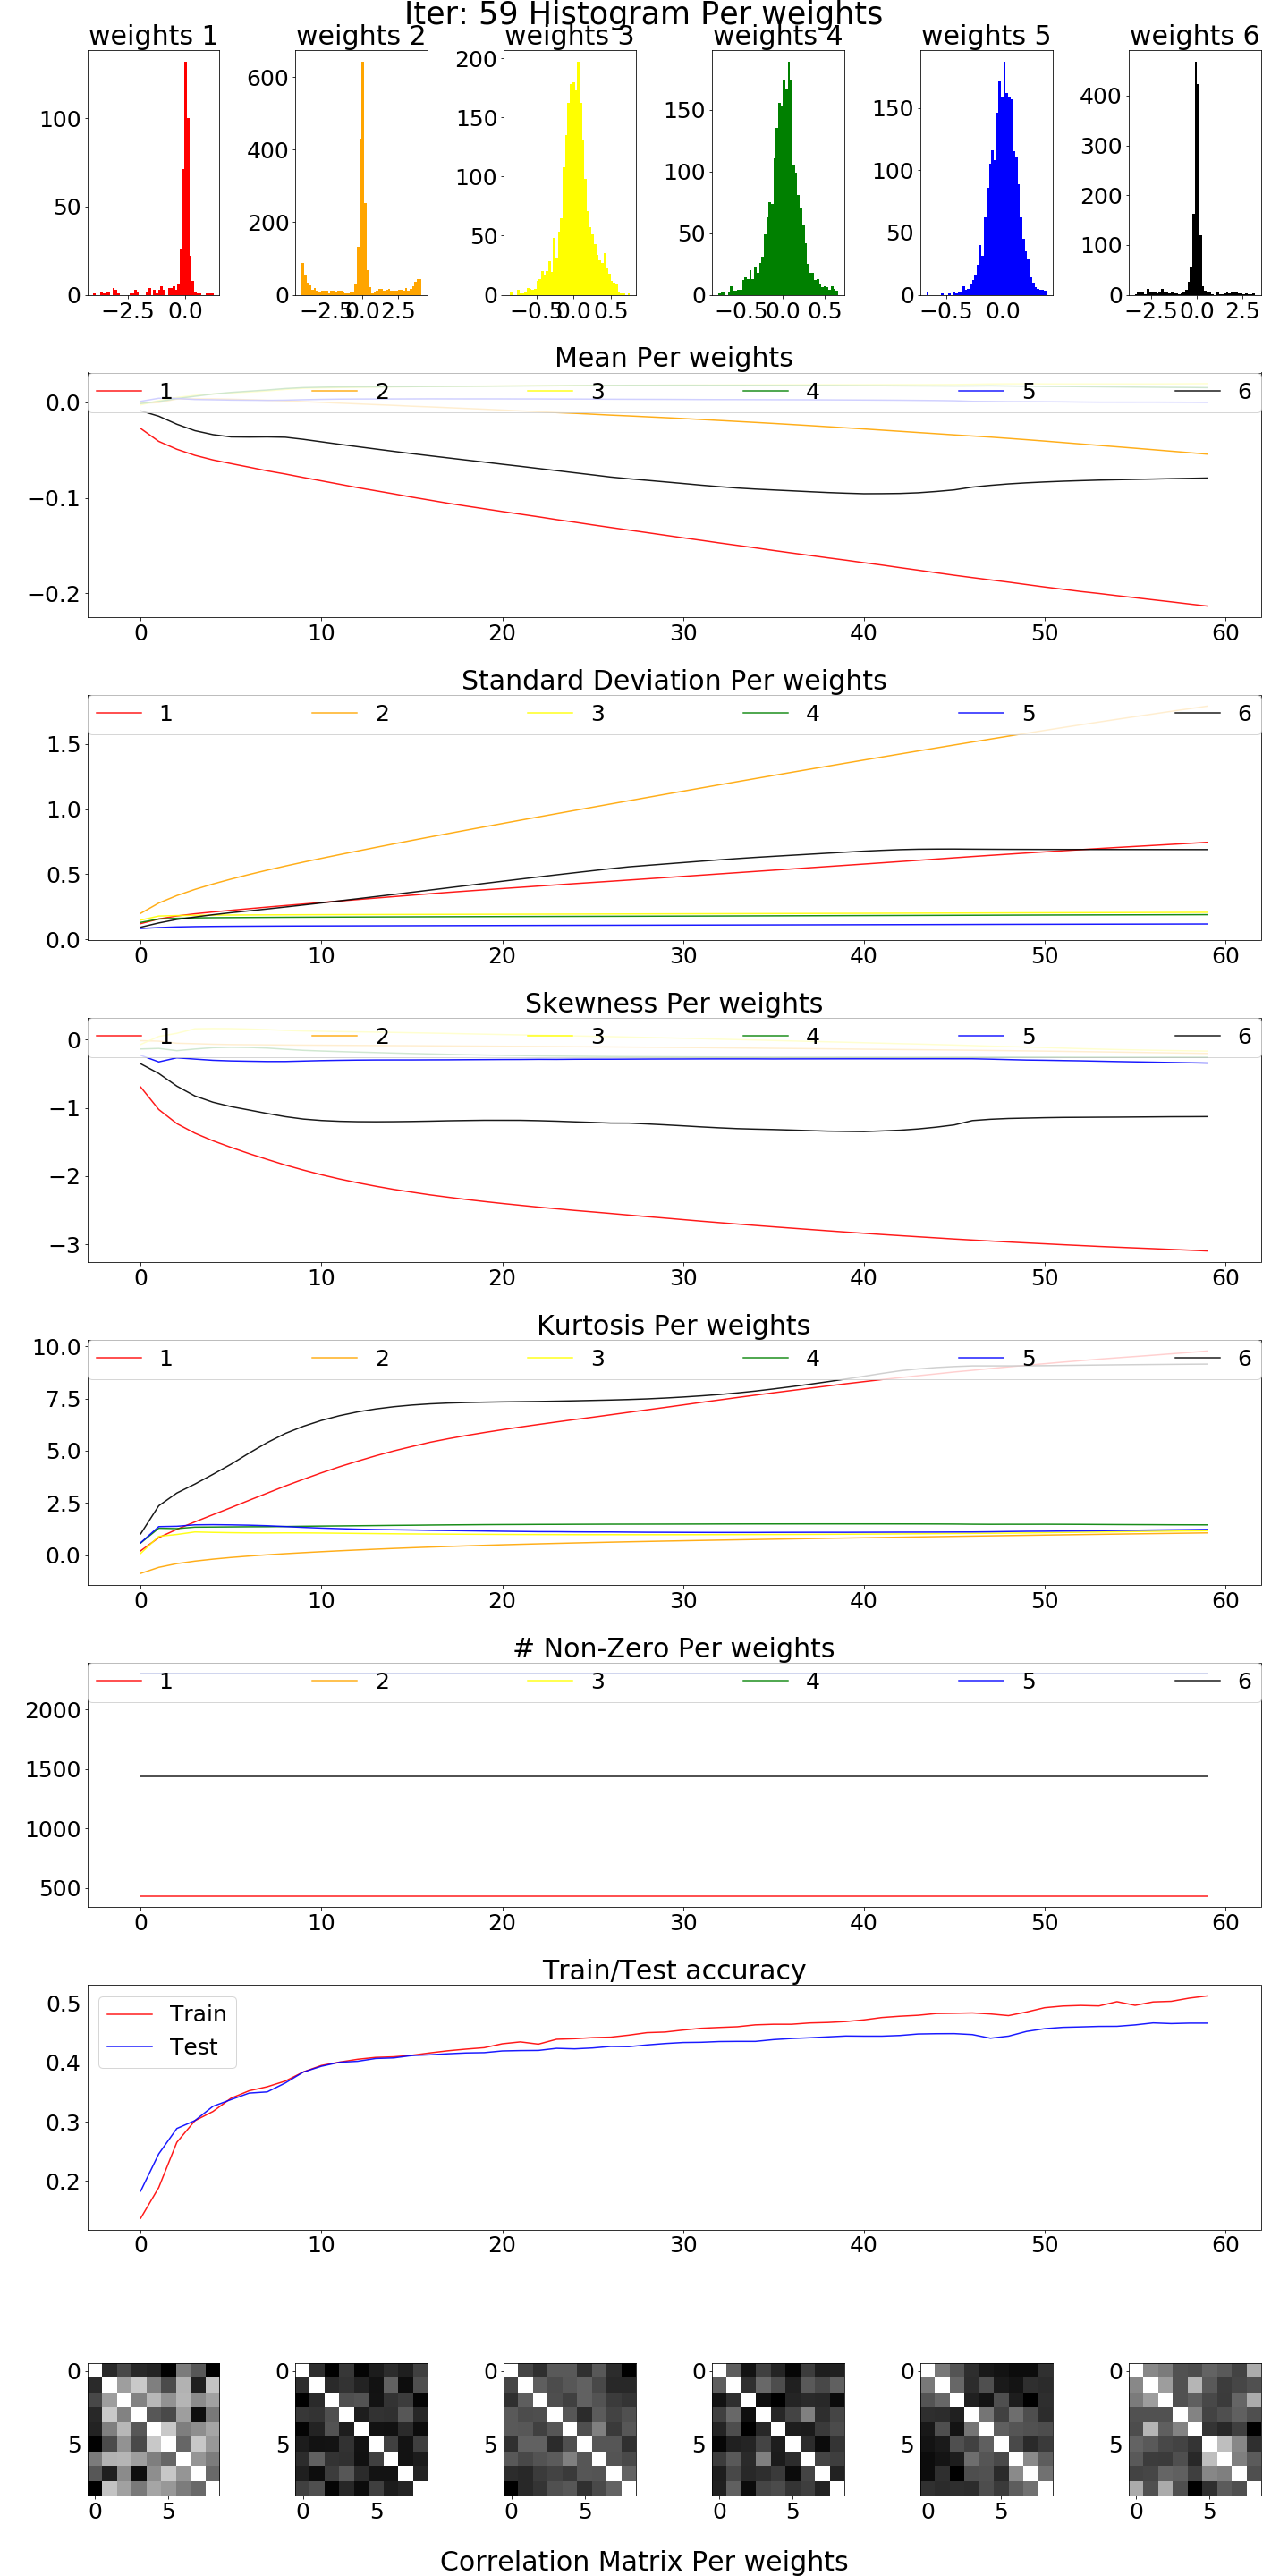 Iter: 59 Histogram Per weights
weights 1 weights 2 weights 3 weights 4 weights 5 weights 6
0 50 100
−2.5 0.0
0 200 400 600
−2.5 0.0 2.5
0 50 100 150 200
−0.5 0.0 0.5
0 50 100 150
−0.5 0.0 0.5
0 50 100 150
−0.5 0.0
0 100 200 300 400
−2.5 0.0 2.5
Mean Per weights
1 2 3 4 5 6
0.0
−0.1
−0.2
0 10 20 30 40 50 60
Standard Deviation Per weights
1 2 3 4 5 6
1.5
1.0
0.5
0.0
0 10 20 30 40 50 60
Skewness Per weights
1 2 3 4 5 6
0
−1
−2
−3
0 10 20 30 40 50 60
Kurtosis Per weights
1 2 3 4 5 6
10.0
7.5
5.0
2.5
0.0
0 10 20 30 40 50 60
# Non-Zero Per weights
1 2 3 4 5 6
2000
1500
1000
500
0 10 20 30 40 50 60
Train/Test accuracy
Train
Test
0.5
0.4
0.3
0.2
0 10 20 30 40 50 60
0 0 0 0 0 0
5 5 5 5 5 5
0 5 0 5 0 5 0 5 0 5 0 5
Correlation Matrix Per weights